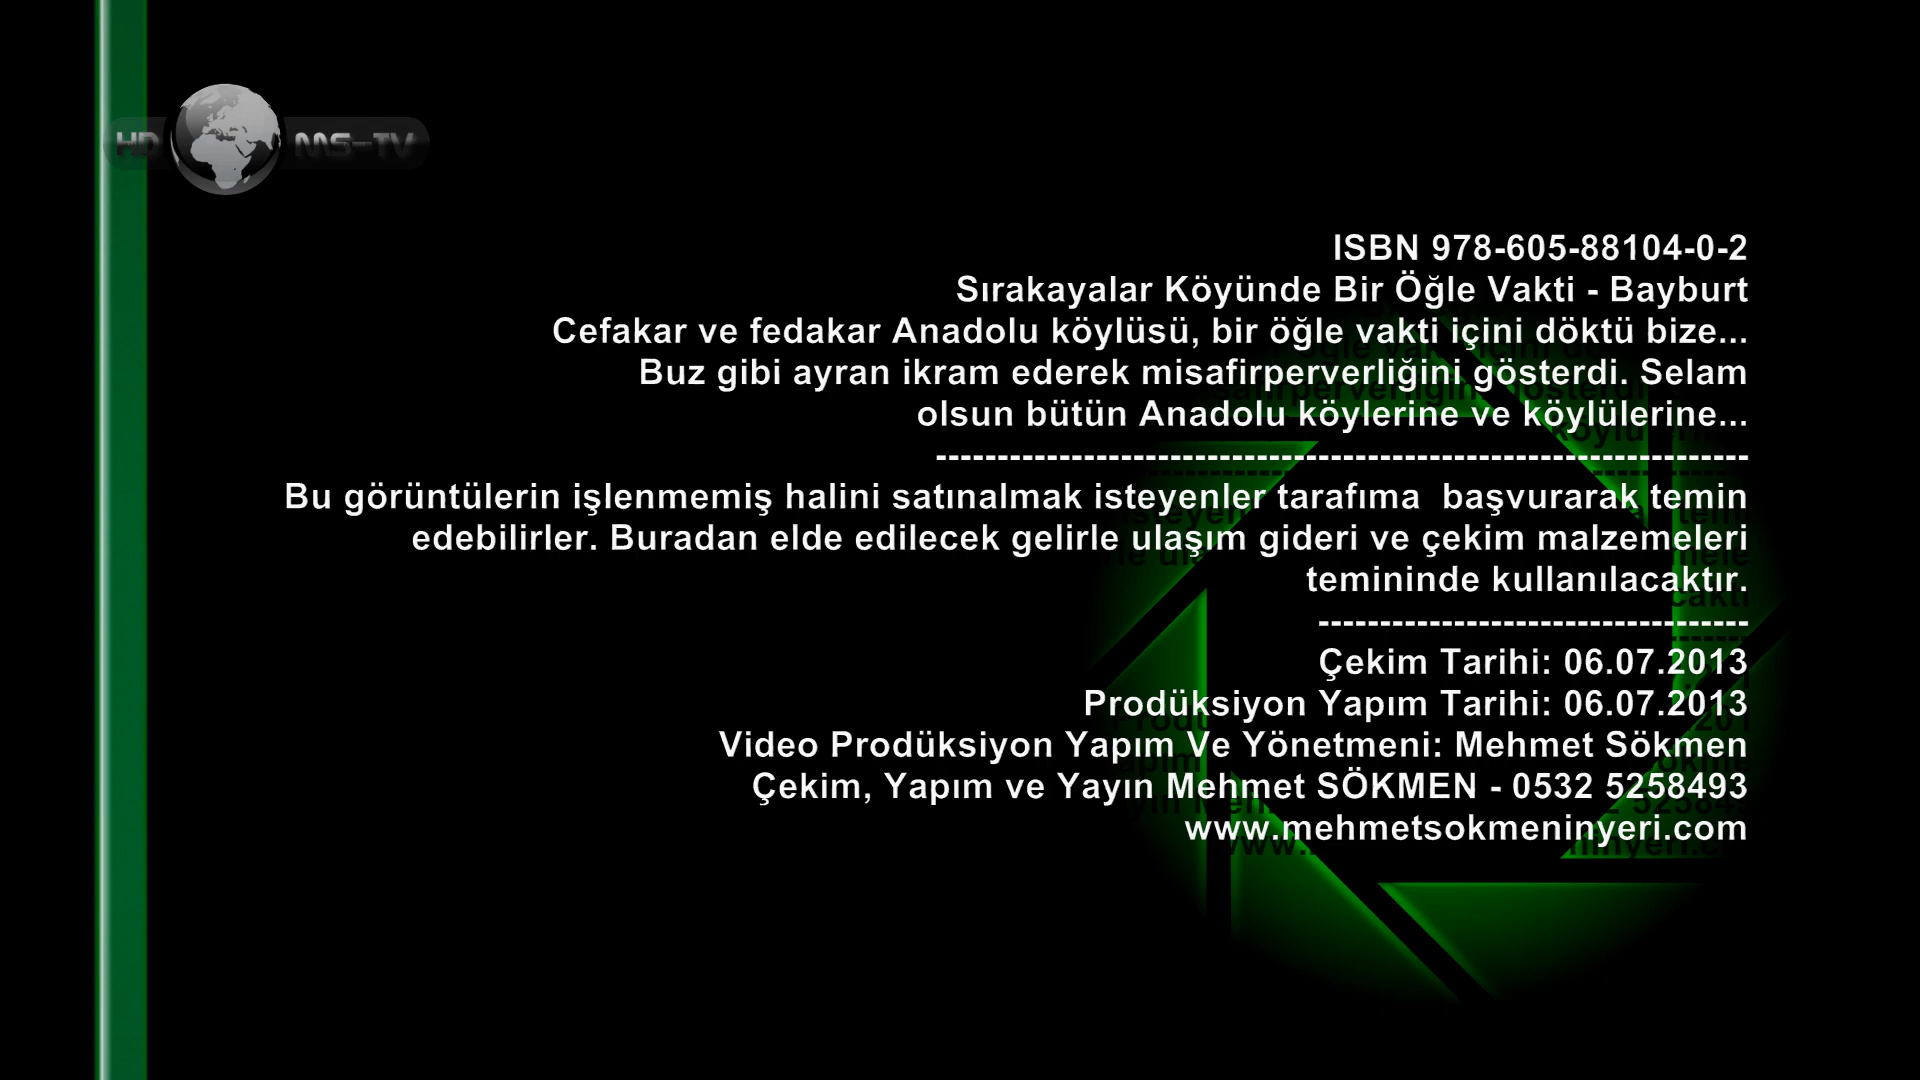 HD MS-TV
ISBN 978-605-88104-0-2
Sırakayalar Köyünde Bir Öğle Vakti - Bayburt
Cefakar ve fedakar Anadolu köylüsü, bir öğle vakti içini döktü bize...
Buz gibi ayran ikram ederek misafirperverliğini gösterdi. Selam
olsun bütün Anadolu köylerine ve köylülerine...
------------------------------------------------------------------
Bu görüntülerin işlenmemiş halini satınalmak isteyenler tarafıma  başvurarak temin
edebilirler. Buradan elde edilecek gelirle ulaşım gideri ve çekim malzemeleri
temininde kullanılacaktır.
-----------------------------------
Çekim Tarihi: 06.07.2013
Prodüksiyon Yapım Tarihi: 06.07.2013
Video Prodüksiyon Yapım Ve Yönetmeni: Mehmet Sökmen
Çekim, Yapım ve Yayın Mehmet SÖKMEN - 0532 5258493
www.mehmetsokmeninyeri.com